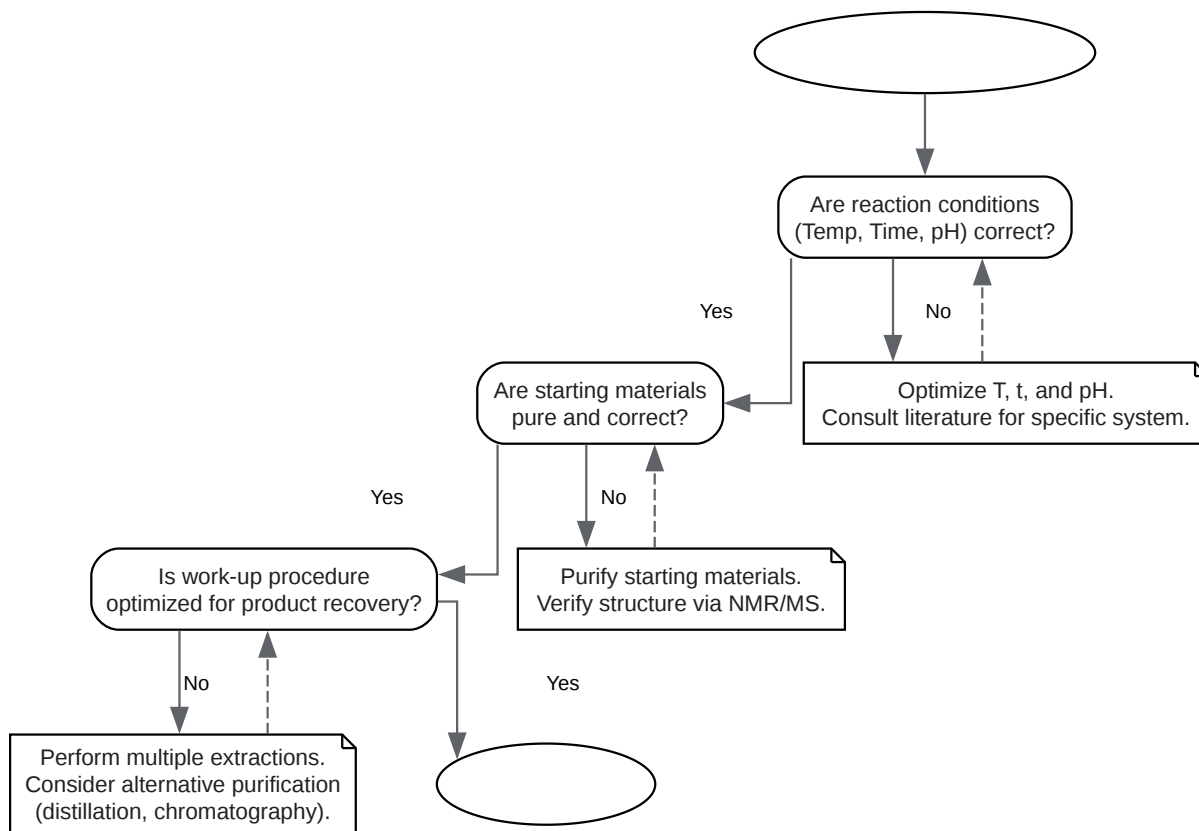 Are reaction conditions
(Temp, Time, pH) correct?
Yes
No
Are starting materials
pure and correct?
Optimize T, t, and pH.
Consult literature for specific system.
Yes
No
Is work-up procedure
optimized for product recovery?
Purify starting materials.
Verify structure via NMR/MS.
No
Yes
Perform multiple extractions.
Consider alternative purification
(distillation, chromatography).